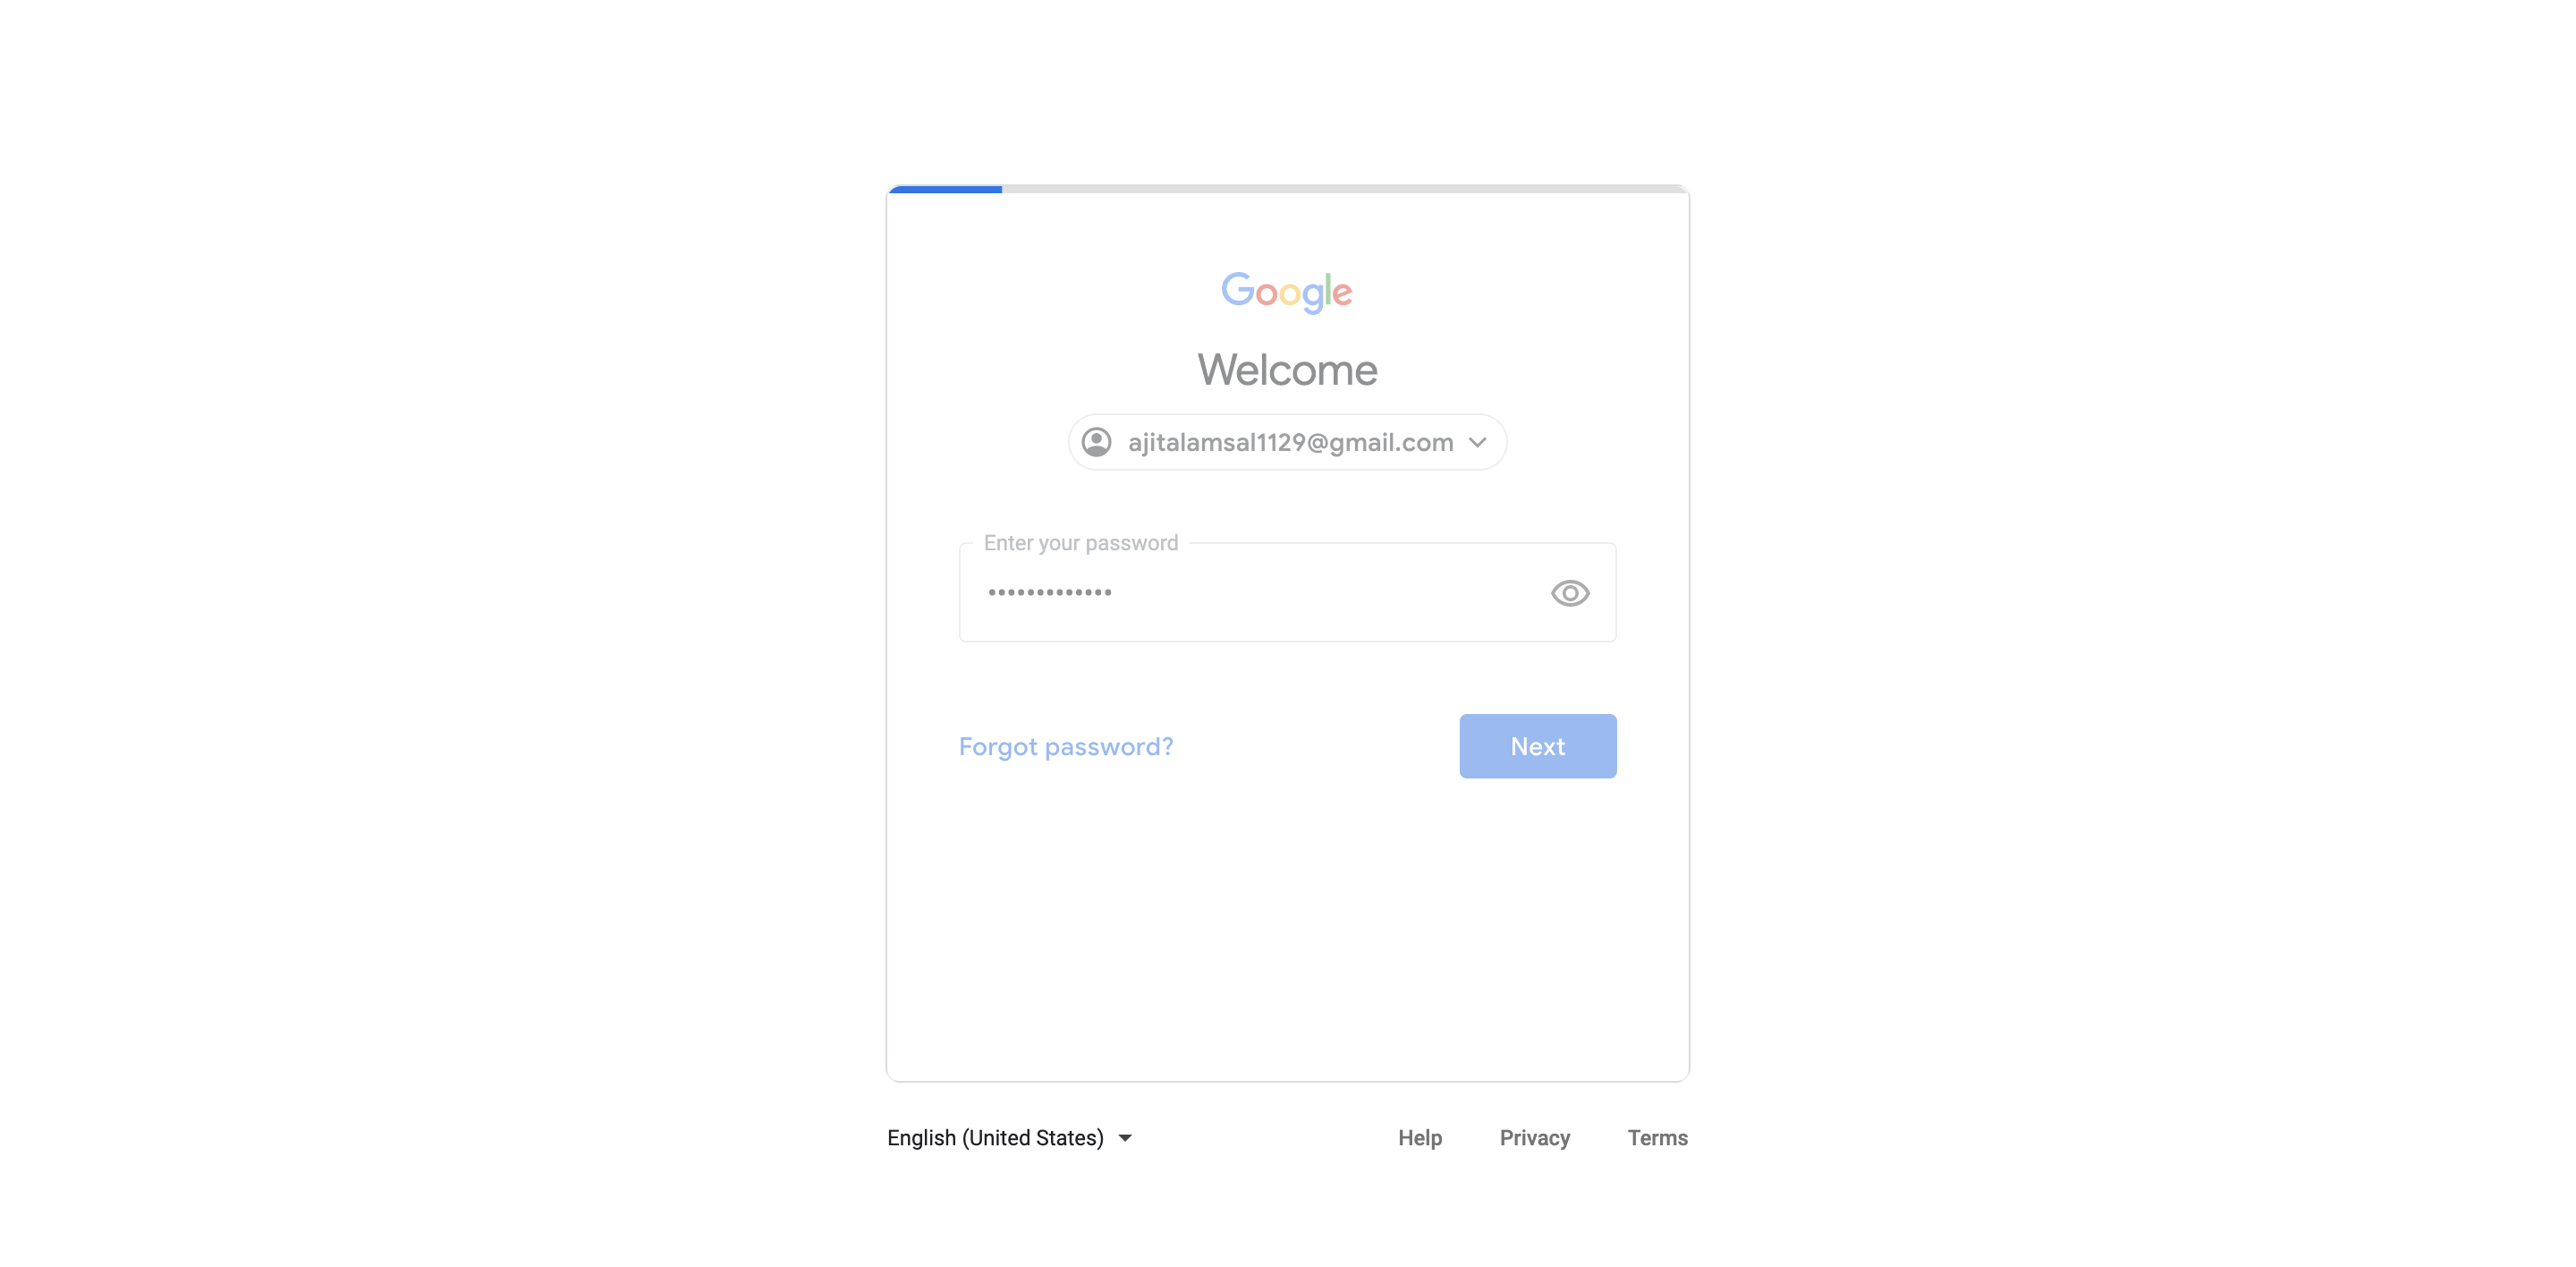 Google
Welcome
ajitalamsal1129@gmail.com
Enter your password
•••••••••••••
Forgot password?
Next
English (United States)
Help
Privacy
Terms